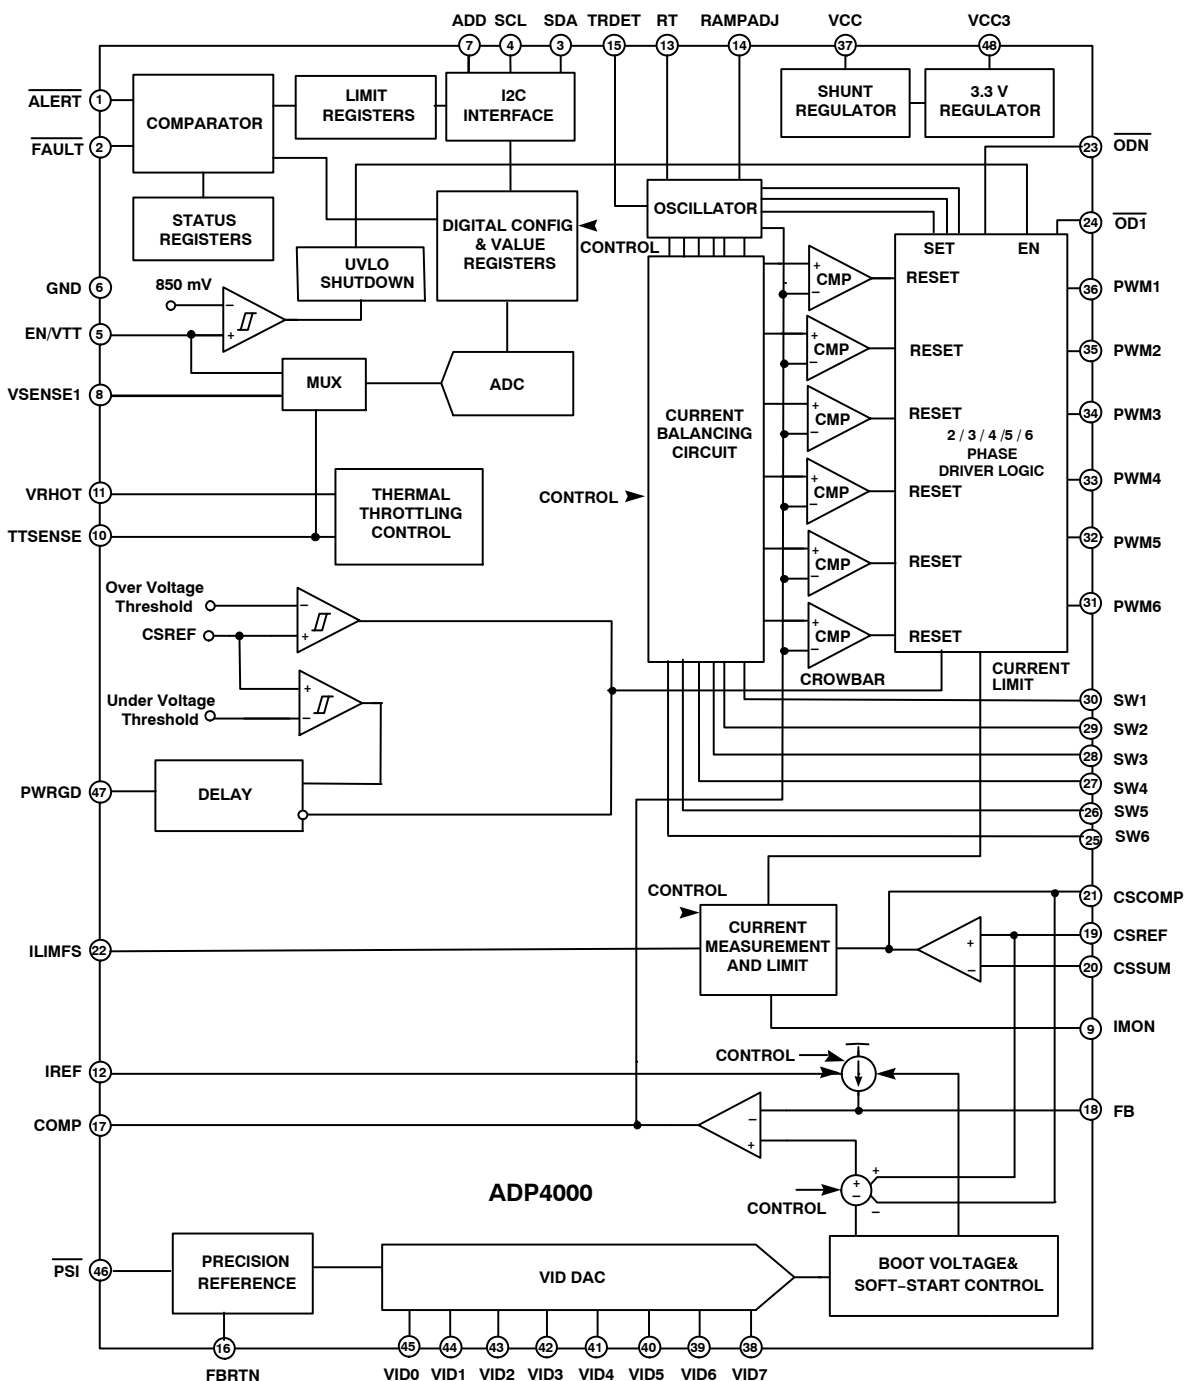 ADD SCL SDA TRDET RT RAMPADJ VCC VCC3
7 4 3 15 13 14 37 48
ALERT 1
FAULT 2
COMPARATOR
LIMIT
REGISTERS
I2C
INTERFACE
SHUNT
REGULATOR
3.3 V
REGULATOR
23 ODN
24 OD1
STATUS
REGISTERS
DIGITAL CONFIG
& VALUE
REGISTERS
CONTROL
OSCILLATOR
SET EN
UVLO
SHUTDOWN
GND 6
850 mV
EN/VTT 5
− +
VSENSE1 8
MUX
ADC
CURRENT
BALANCING
CIRCUIT
CONTROL
+ − CMP RESET
+ − CMP RESET
+ − CMP RESET
+ − CMP RESET
+ − CMP RESET
+ − CMP RESET
2 / 3 / 4 /5 / 6
PHASE
DRIVER LOGIC
36 PWM1
35 PWM2
34 PWM3
33 PWM4
32 PWM5
31 PWM6
VRHOT 11
TTSENSE 10
THERMAL
THROTTLING
CONTROL
Over Voltage
Threshold
CSREF
− +
Under Voltage
Threshold
+ −
CROWBAR
CURRENT
LIMIT
30 SW1
29 SW2
28 SW3
27 SW4
26 SW5
25 SW6
PWRGD 47
DELAY
CONTROL
CURRENT
MEASUREMENT
AND LIMIT
ILIMFS 22
+ −
21 CSCOMP
19 CSREF
20 CSSUM
9 IMON
CONTROL
IREF 12
COMP 17
− +
18 FB
ADP4000
CONTROL
+ −
+
−
PSI 46
PRECISION
REFERENCE
VID DAC
BOOT VOLTAGE&
SOFT−START CONTROL
16 45 44 43 42 41 40 39 38
FBRTN VID0 VID1 VID2 VID3 VID4 VID5 VID6 VID7